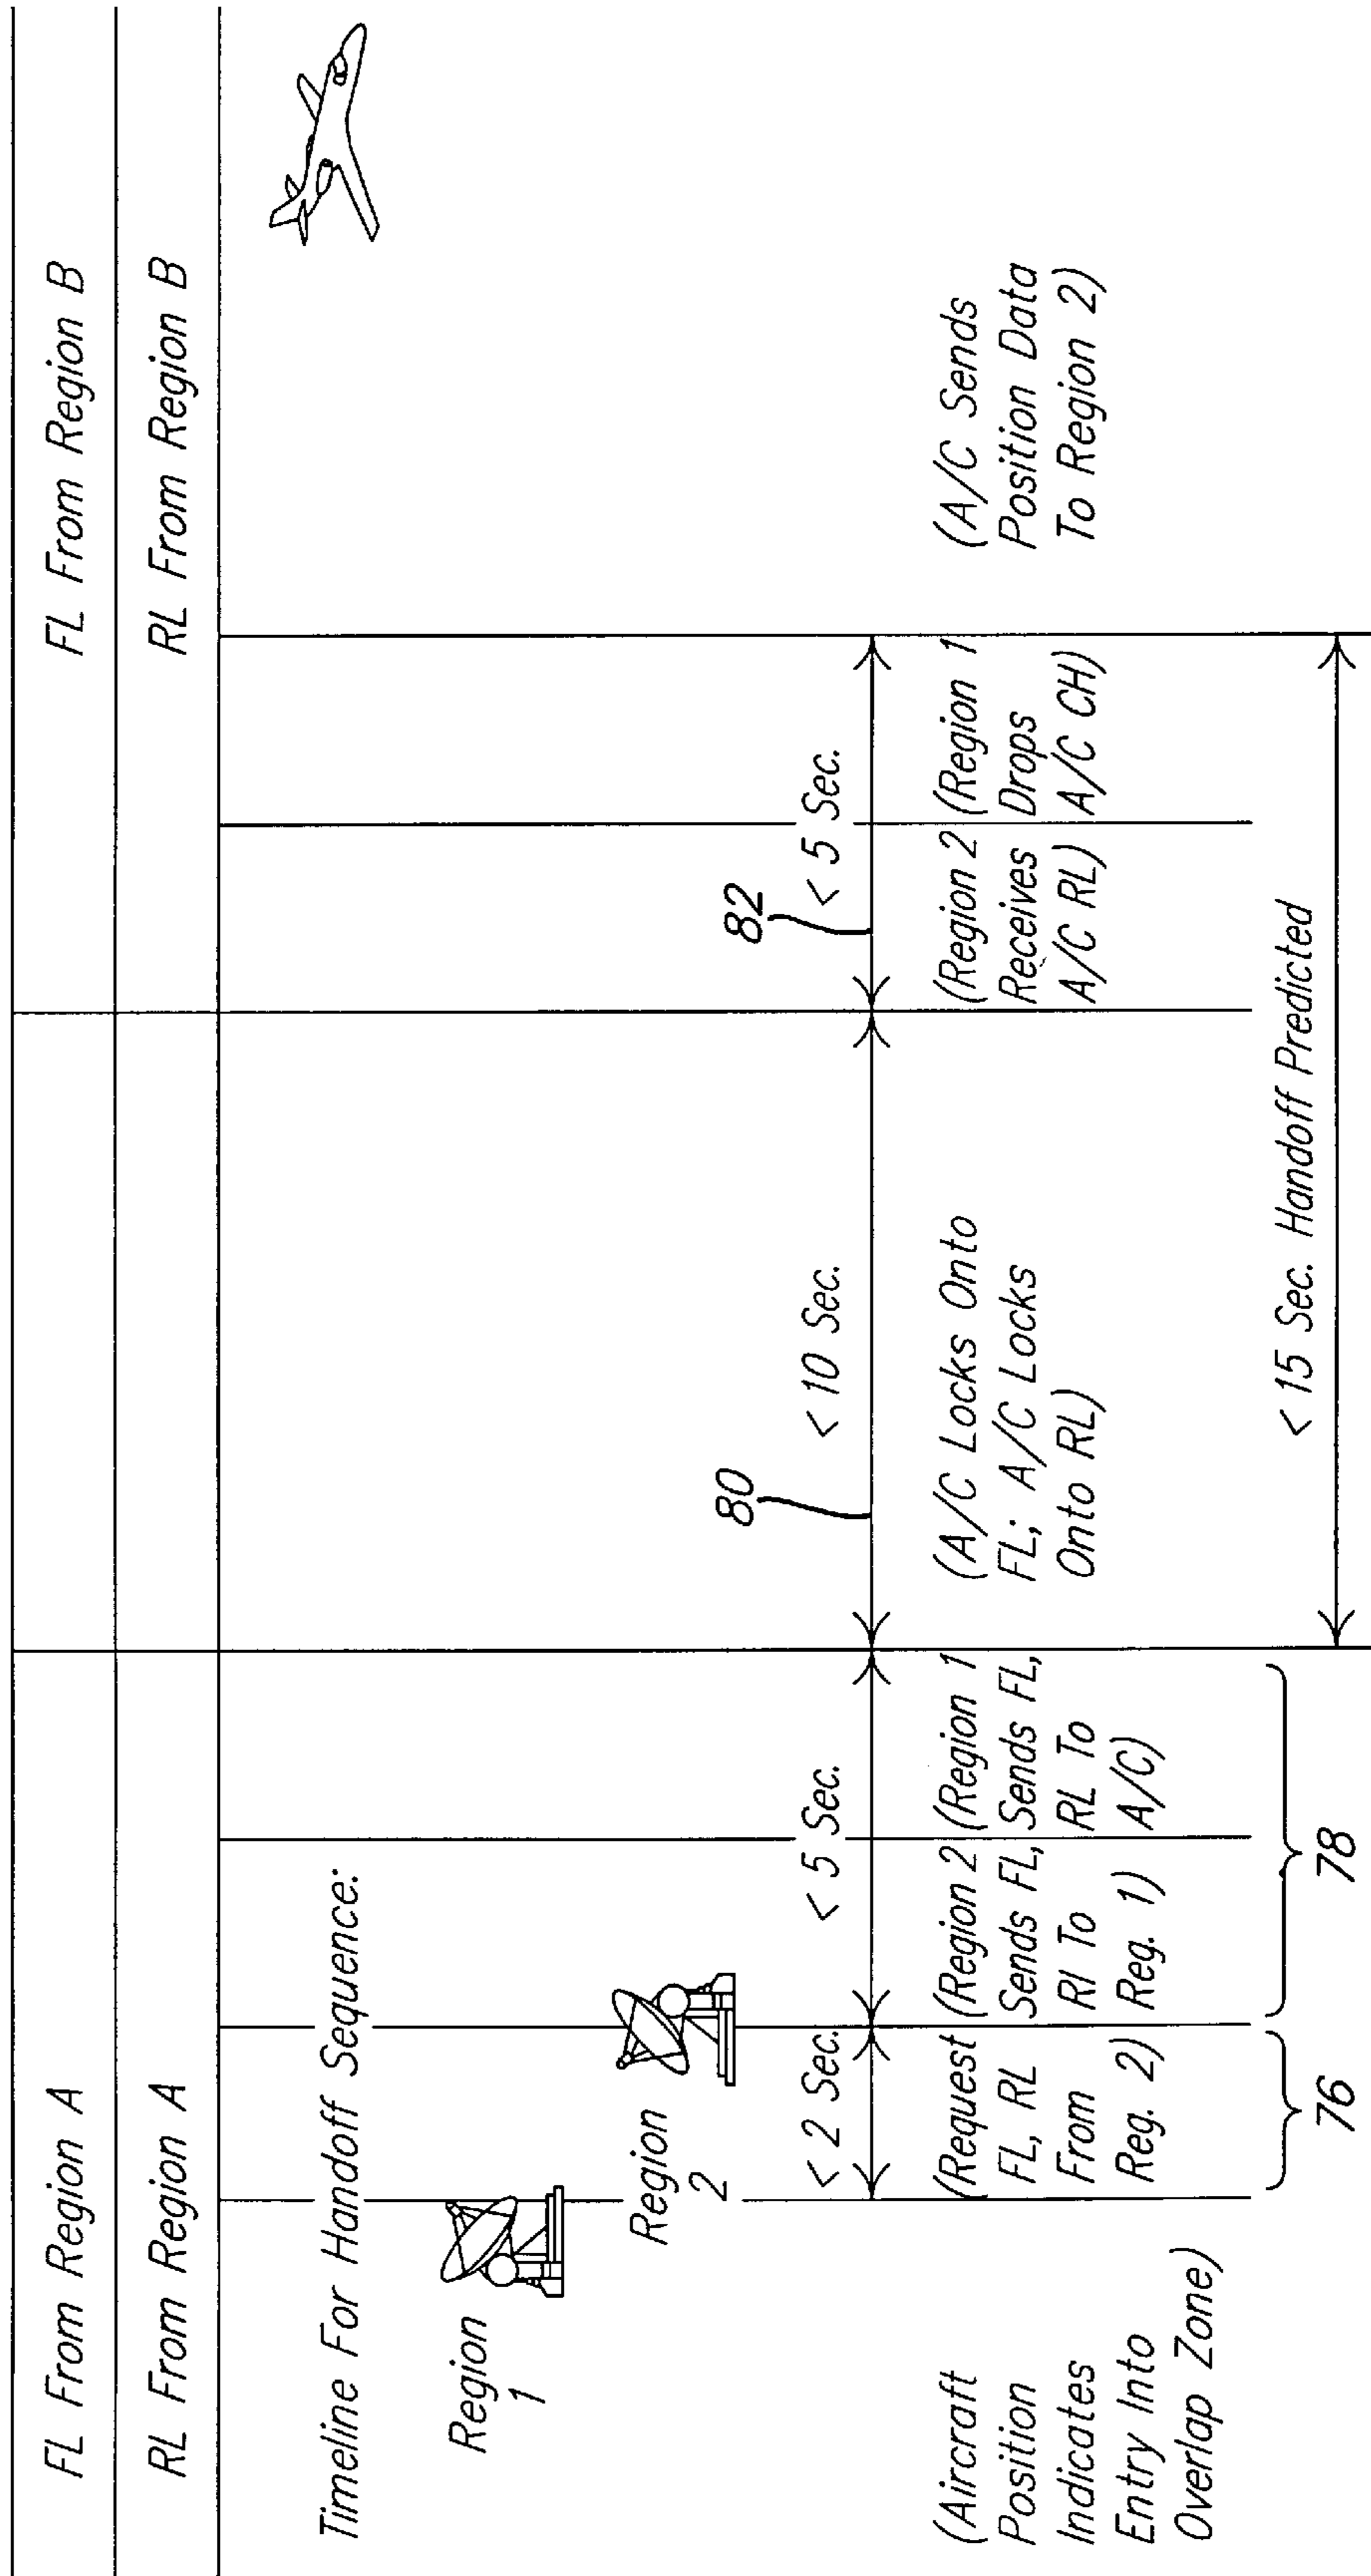 FL From Region A
FL From Region B
RL From Region A
RL From Region B
Timeline For Handoff Sequence:
Region
1
Region
2
80
82
< 2 Sec.
< 5 Sec.
< 10 Sec.
< 5 Sec.
(Aircraft
Position
Indicates
Entry Into
Overlap Zone)
(Request
FL, RL
From
Reg. 2)
(Region 2
Sends FL,
Rl To
Reg. 1)
(Region 1
Sends FL,
RL To
A/C)
(A/C Locks Onto
FL; A/C Locks
Onto RL)
(Region 2
Receives
A/C RL)
(Region 1
Drops
A/C CH)
(A/C Sends
Position Data
To Region 2)
76
78
< 15 Sec. Handoff Predicted